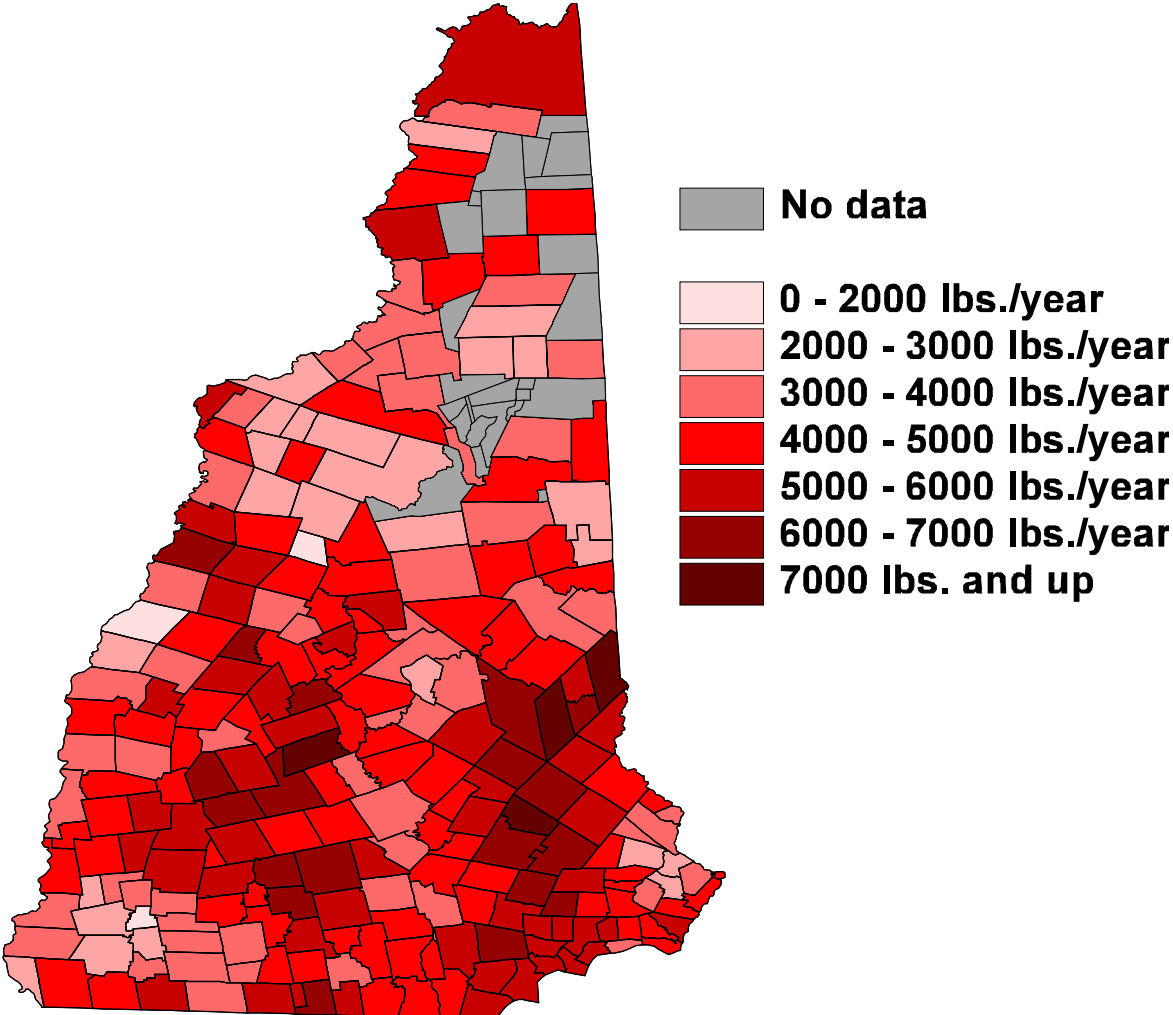 No data
0 - 2000 lbs./year
2000 - 3000 lbs./year
3000 - 4000 lbs./year
4000 - 5000 lbs./year
5000 - 6000 lbs./year
6000 - 7000 lbs./year
7000 lbs. and up